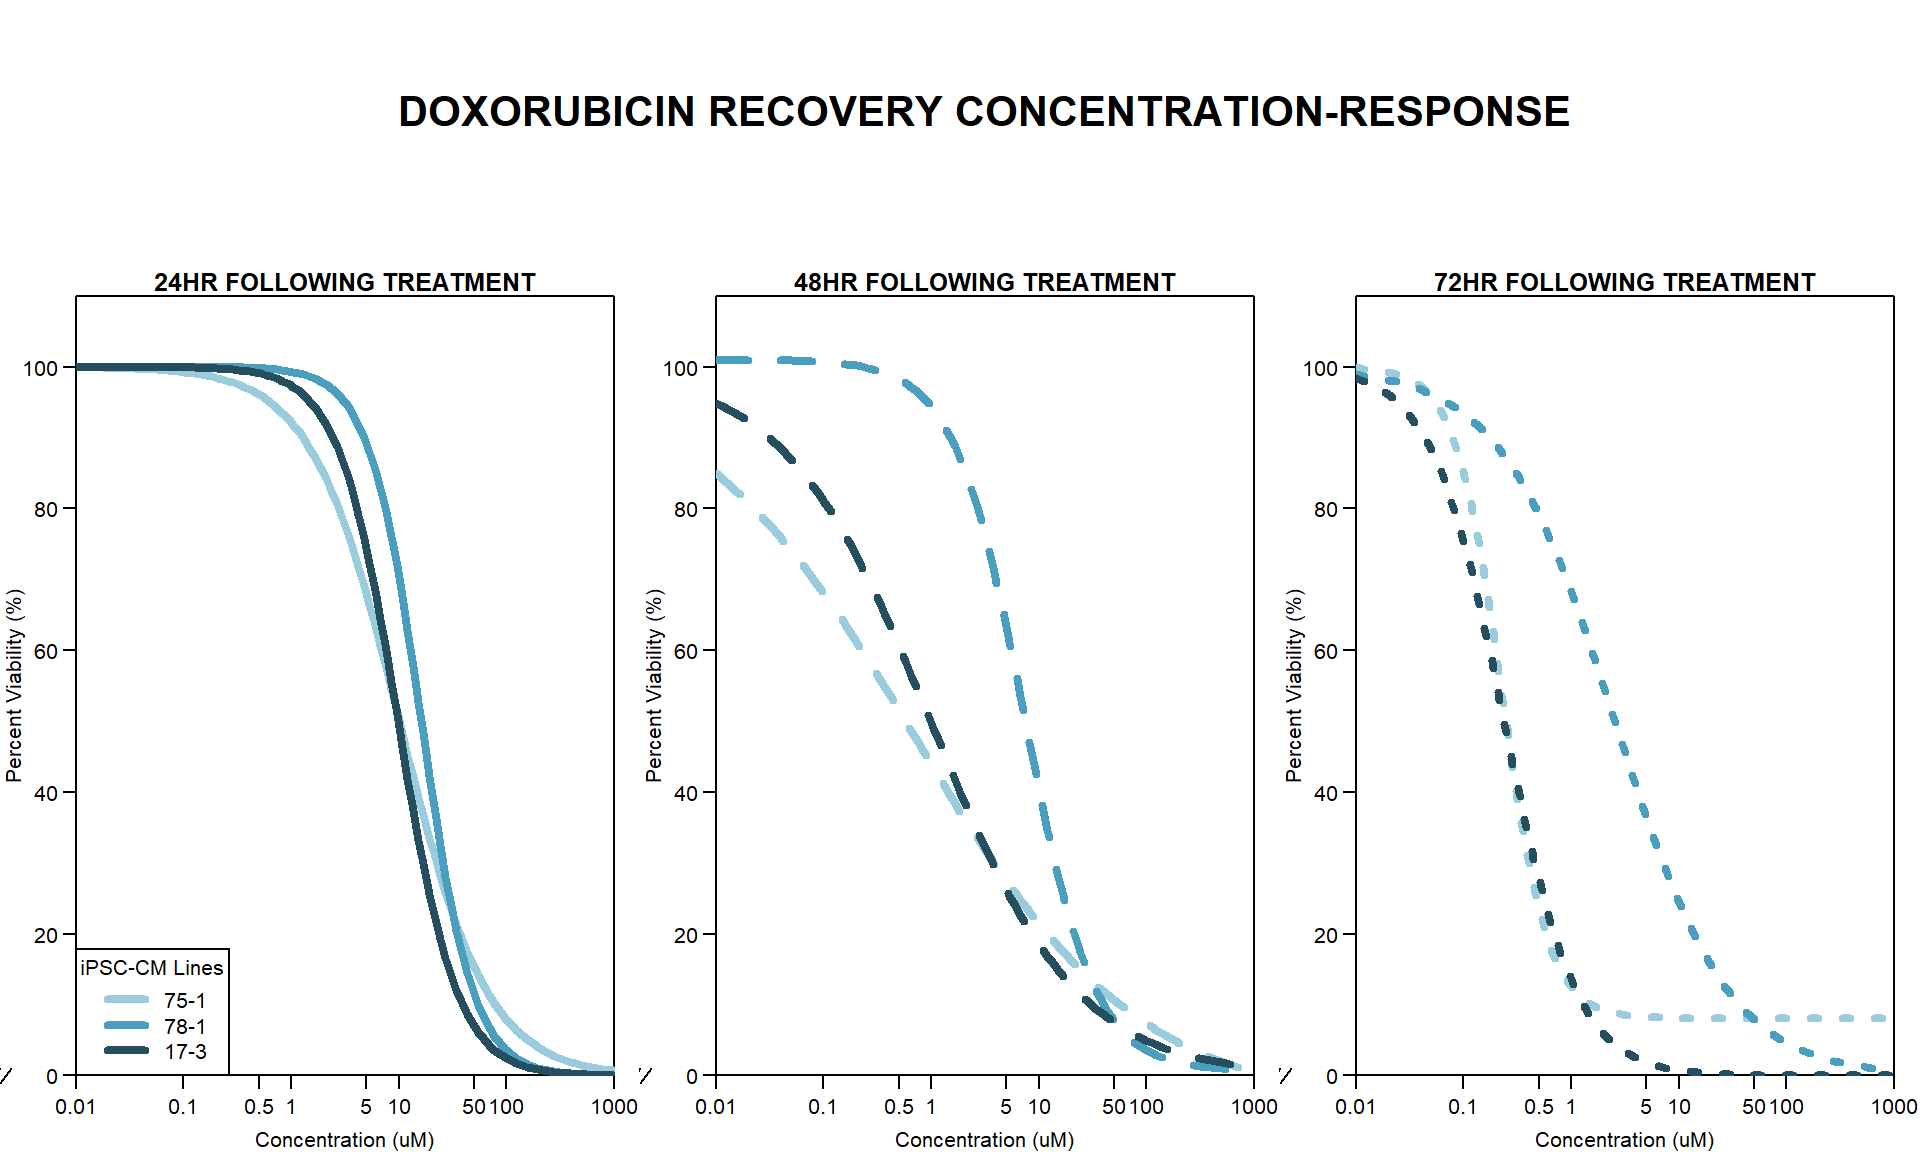 DOXORUBICIN RECOVERY CONCENTRATION-RESPONSE
24HR FOLLOWING TREATMENT
Percent Viability (%)
100
80
60
40
20
0
iPSC-CM Lines
75-1
78-1
17-3
0.01 0.1 0.5 1 5 10 50 100 1000
Concentration (uM)
48HR FOLLOWING TREATMENT
Percent Viability (%)
100
80
60
40
20
0
0.01 0.1 0.5 1 5 10 50 100 1000
Concentration (uM)
72HR FOLLOWING TREATMENT
Percent Viability (%)
100
80
60
40
20
0
0.01 0.1 0.5 1 5 10 50 100 1000
Concentration (uM)